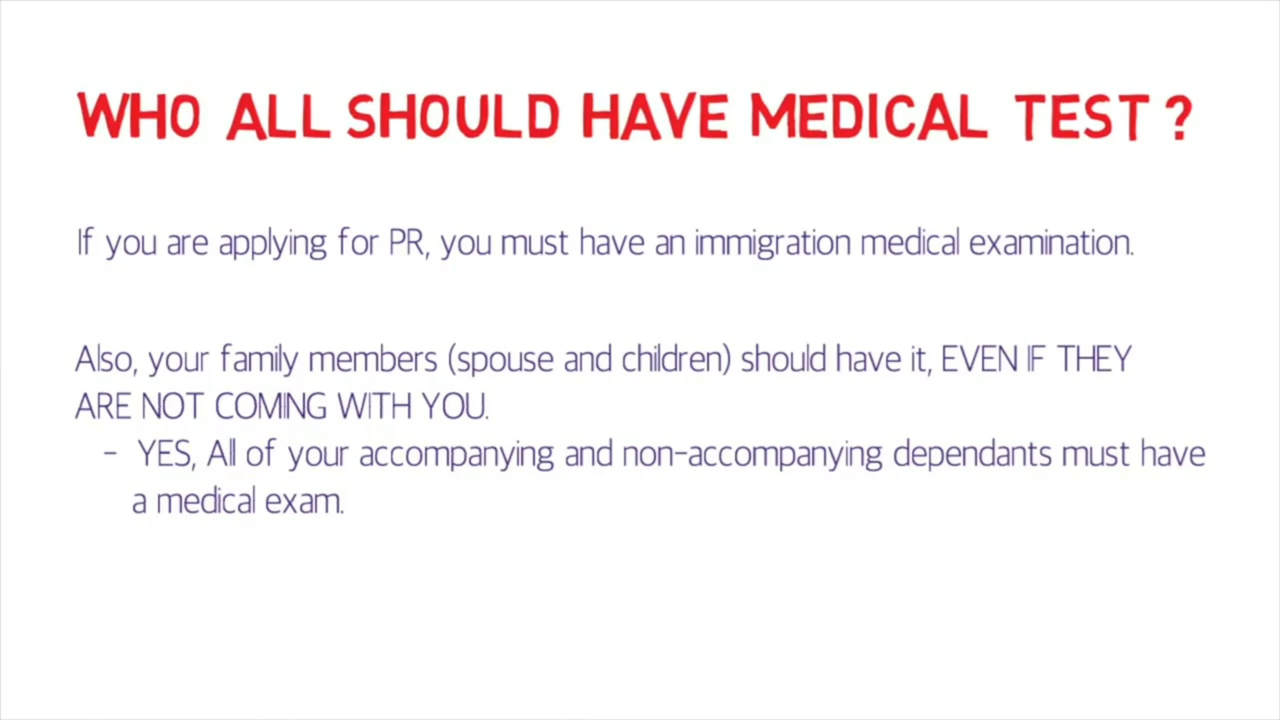 WHO ALL SHOULD HAVE MEDICAL TEST ?
If you are applying for PR, you must have an immigration medical examination.
Also, your family members (spouse and children) should have it, EVEN IF THEY
ARE NOT COMING WITH YOU.
- YES, All of your accompanying and non-accompanying dependants must have
a medical exam.